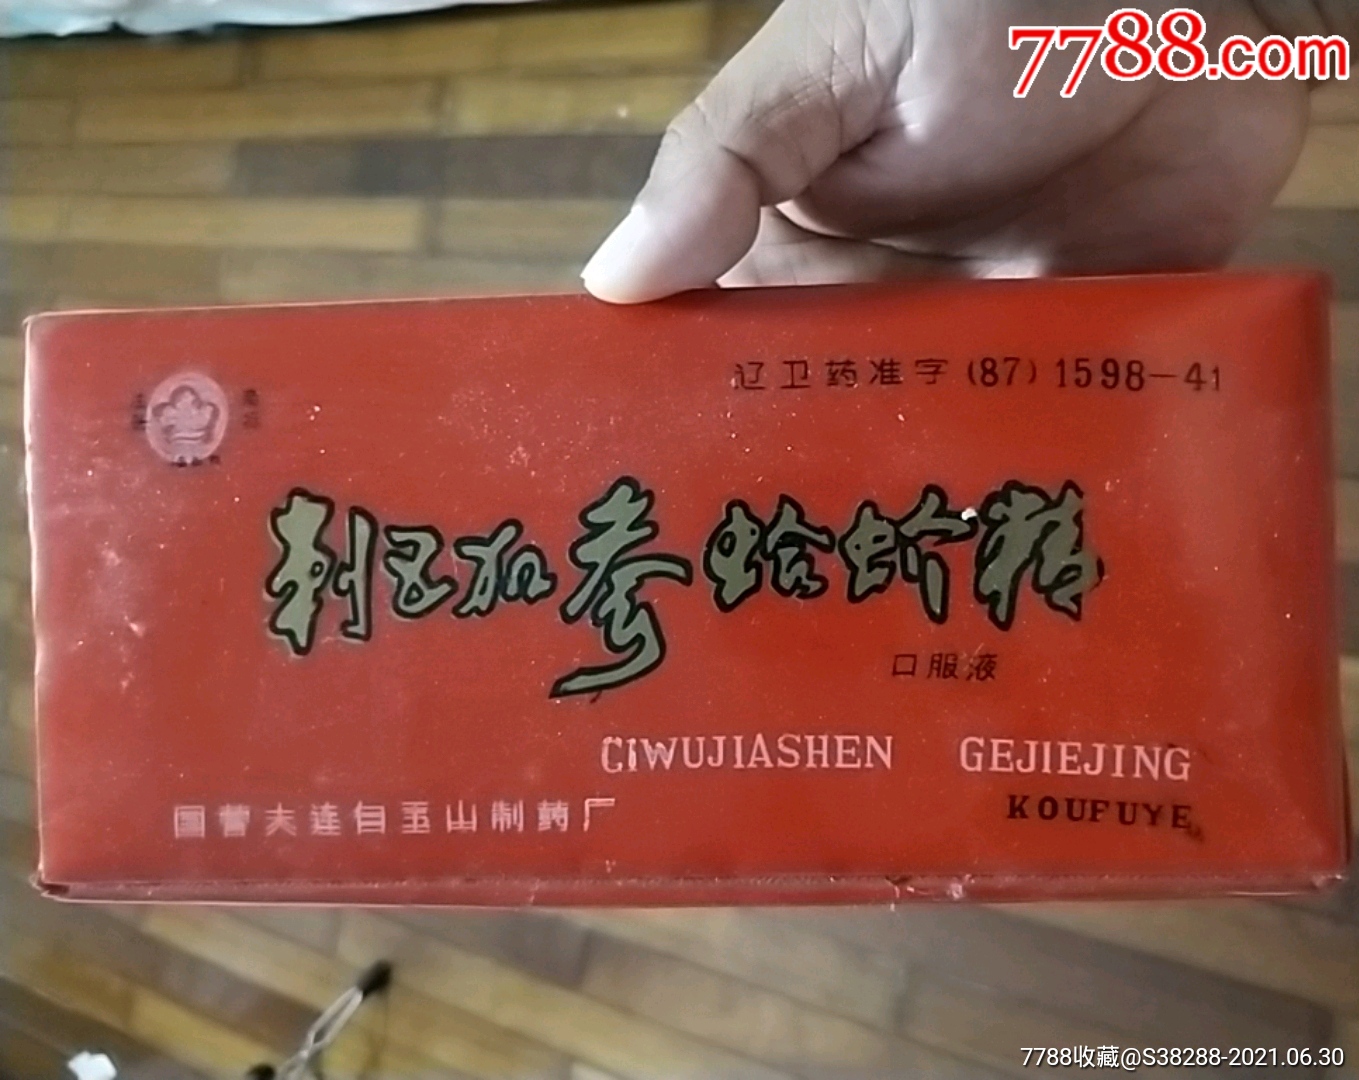 7788.com
辽卫药准字(87)1598-41
刺五加参蛤蚧精
口服液
CIWUJIASHEN GEJIEJING
KOUFUYE
国营大连白玉山制药厂
7788收藏@S38288-2021.06.30